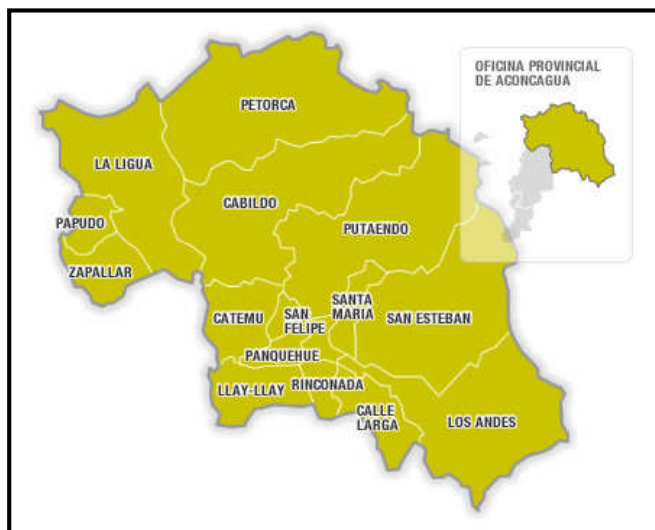 OFICINA PROVINCIAL
DE ACONCAGUA
PETORCA
LA LIGUA
CABILDO
PAPUDO
PUTAENDO
ZAPALLAR
CATEMU
SAN
FELIPE
SANTA
MARIA
SAN ESTEBAN
PANQUEHUE
LLAY-LLAY
RINCONADA
CALLE
LARGA
LOS ANDES